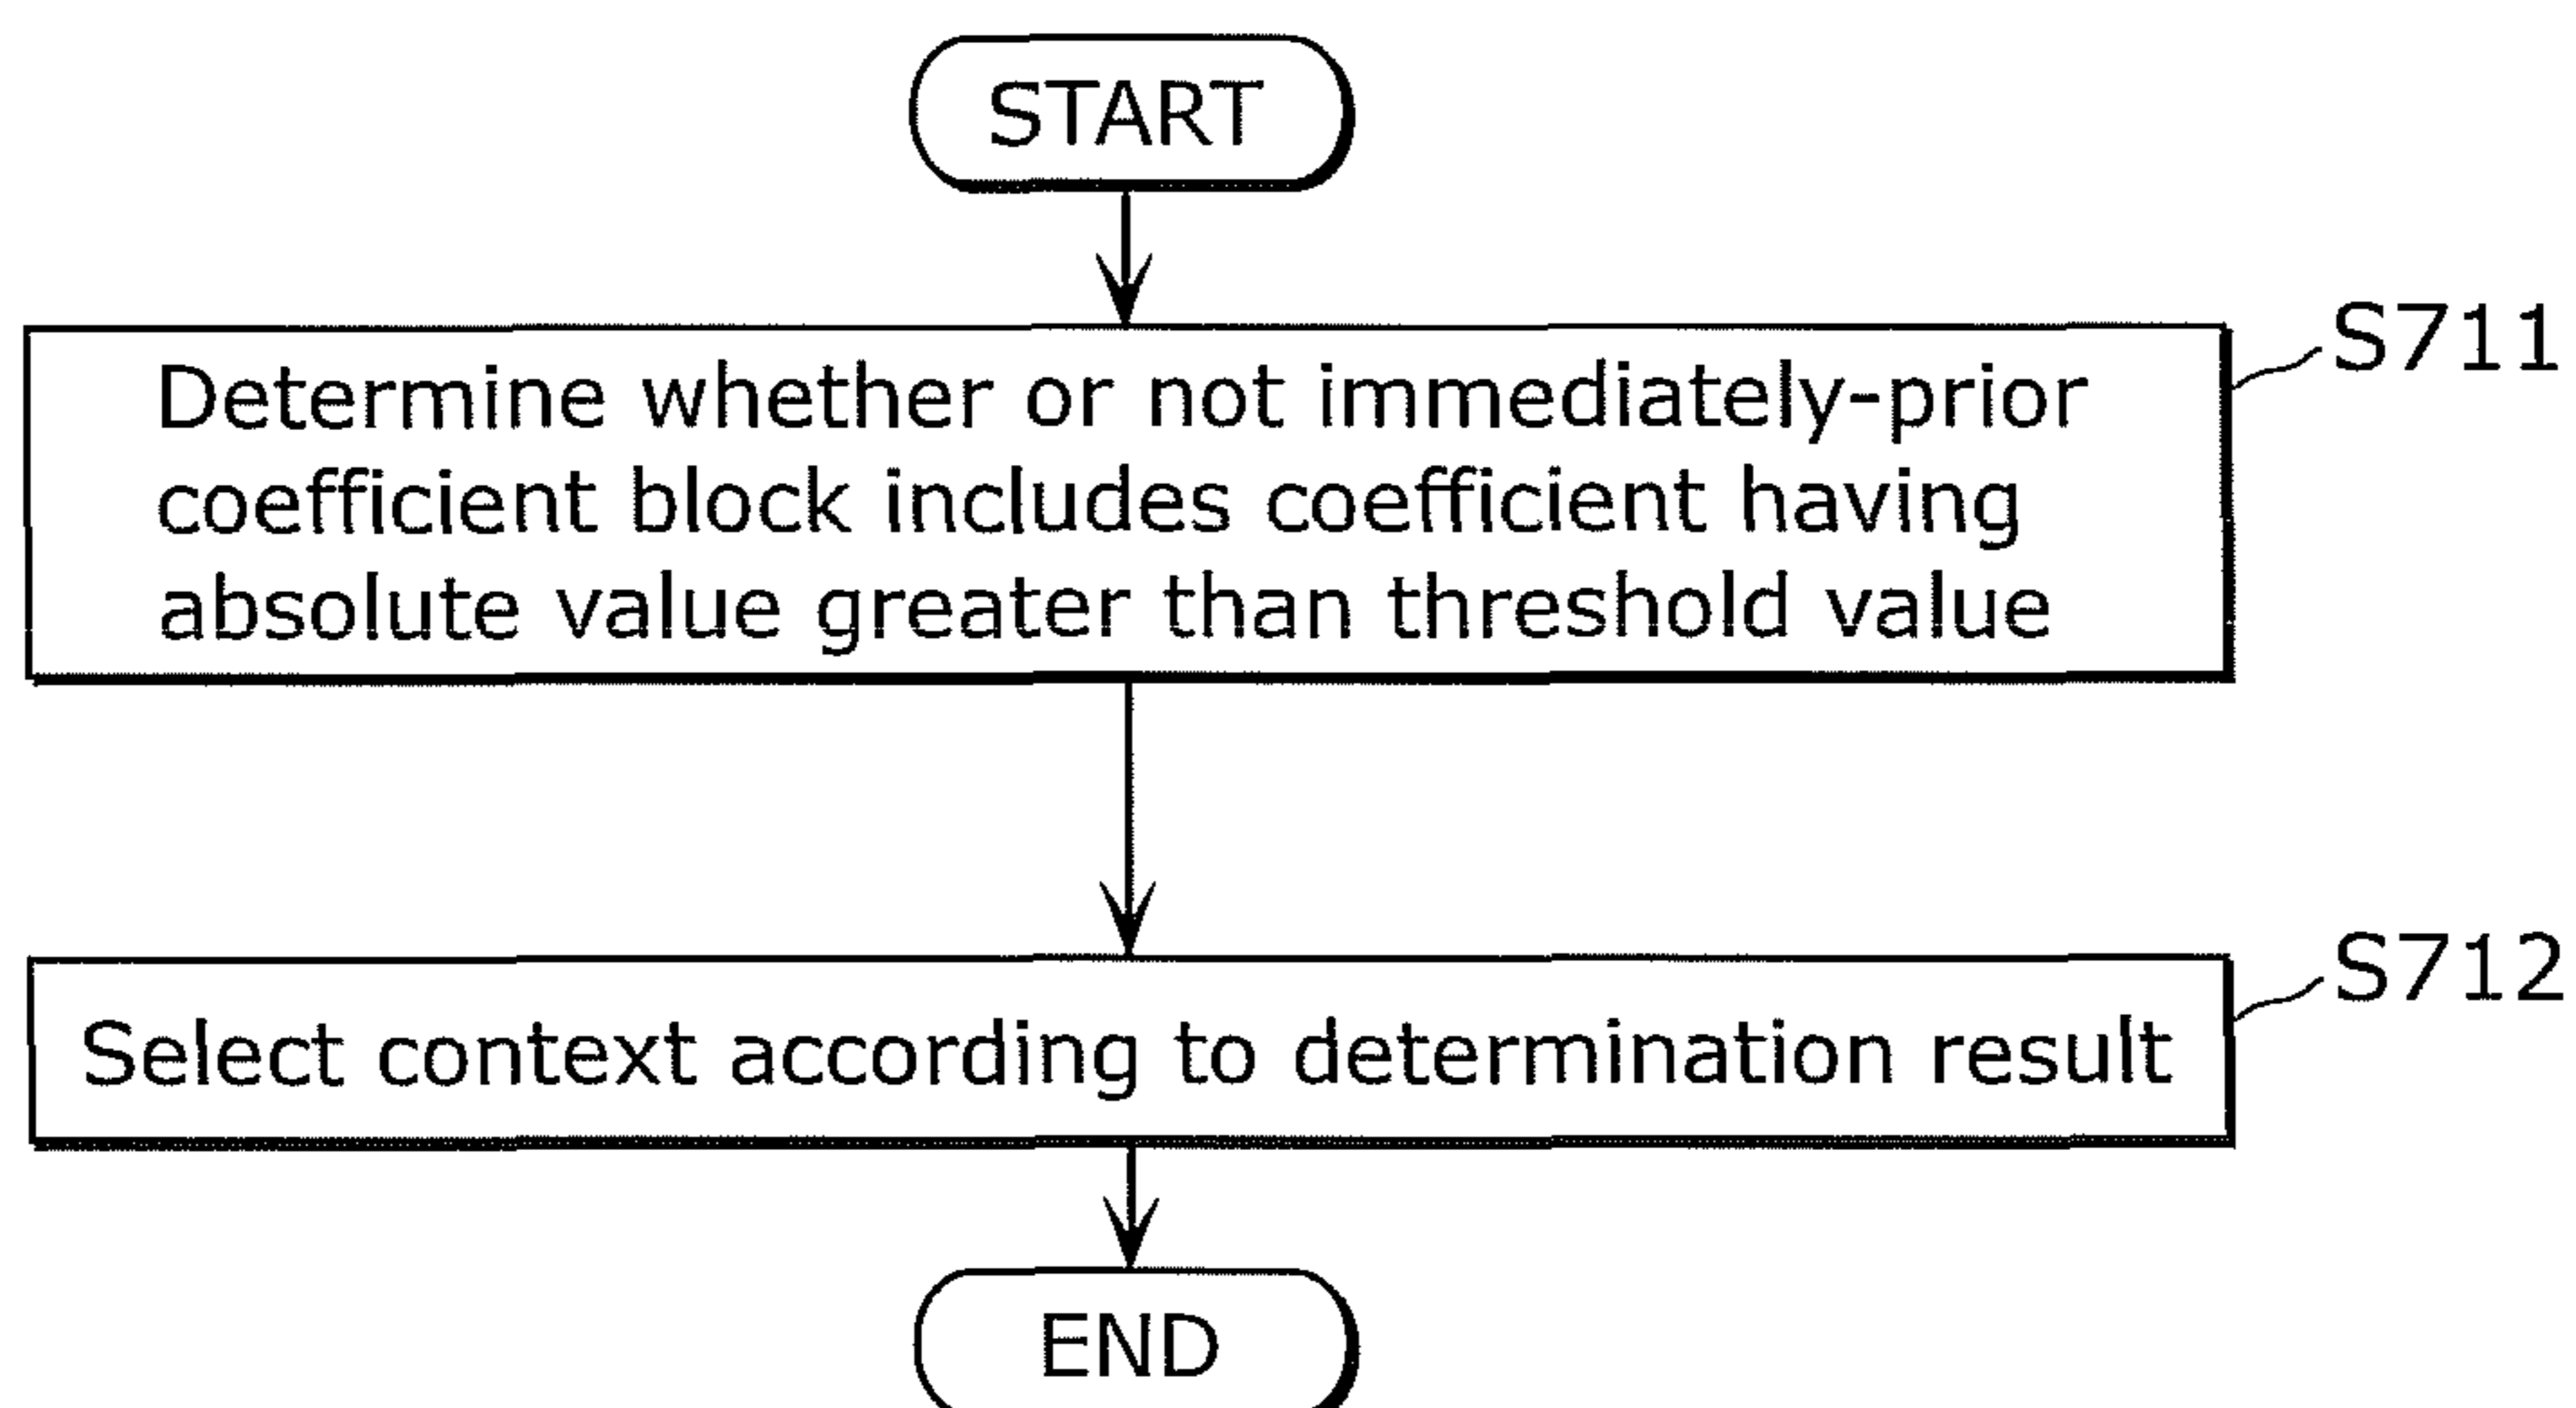 START
S711
Determine whether or not immediately-prior
coefficient block includes coefficient having
absolute value greater than threshold value
S712
Select context according to determination result
END